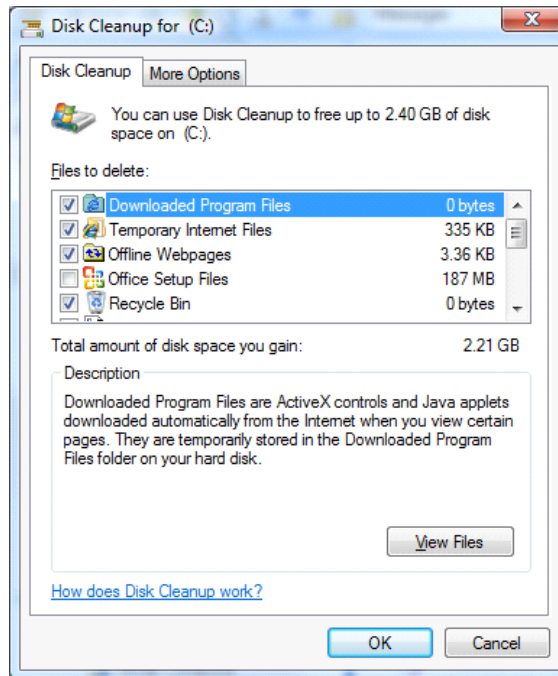 Disk Cleanup for (C:)
Disk Cleanup
More Options
You can use Disk Cleanup to free up to 2.40 GB of disk
space on (C:).
Files to delete:
Downloaded Program Files 0 bytes
Temporary Internet Files 335 KB
Offline Webpages 3.36 KB
Office Setup Files 187 MB
Recycle Bin 0 bytes
Total amount of disk space you gain: 2.21 GB
Description
Downloaded Program Files are ActiveX controls and Java applets
downloaded automatically from the Internet when you view certain
pages. They are temporarily stored in the Downloaded Program
Files folder on your hard disk.
View Files
How does Disk Cleanup work?
OK
Cancel